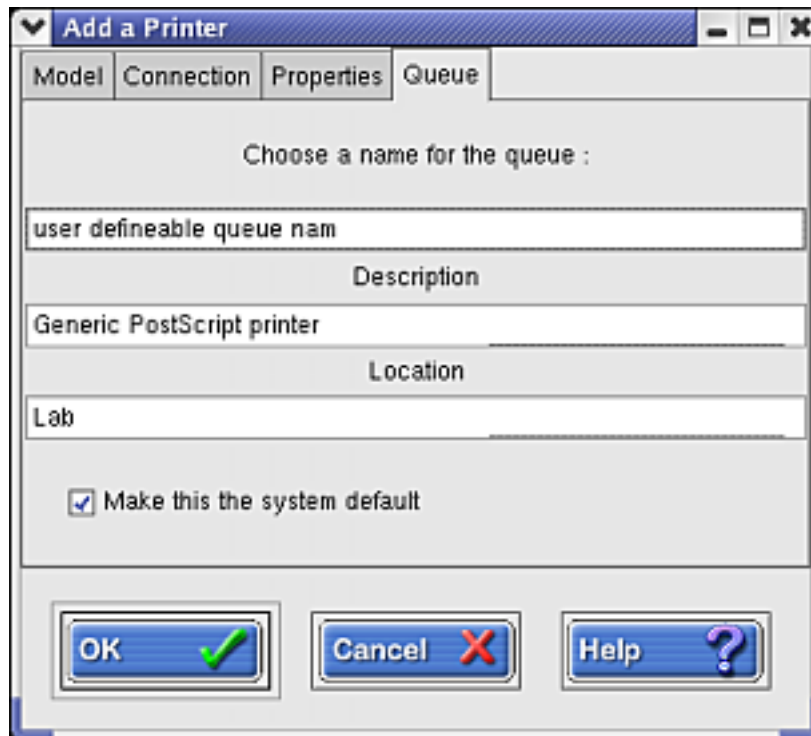 Add a Printer
Model Connection Properties Queue
Choose a name for the queue :
user defineable queue nam
Description
Generic PostScript printer
Location
Lab
Make this the system default
OK Cancel Help